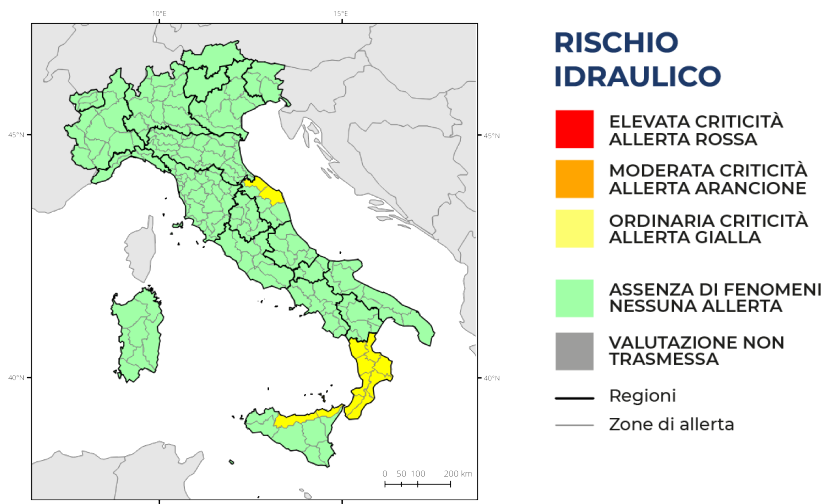 10°E 15°E
45°N 45°N
40°N 40°N
0 50 100 200 km
RISCHIO
IDRAULICO
ELEVATA CRITICITÀ
ALLERTA ROSSA
MODERATA CRITICITÀ
ALLERTA ARANCIONE
ORDINARIA CRITICITÀ
ALLERTA GIALLA
ASSENZA DI FENOMENI
NESSUNA ALLERTA
VALUTAZIONE NON
TRASMESSA
Regioni
Zone di allerta